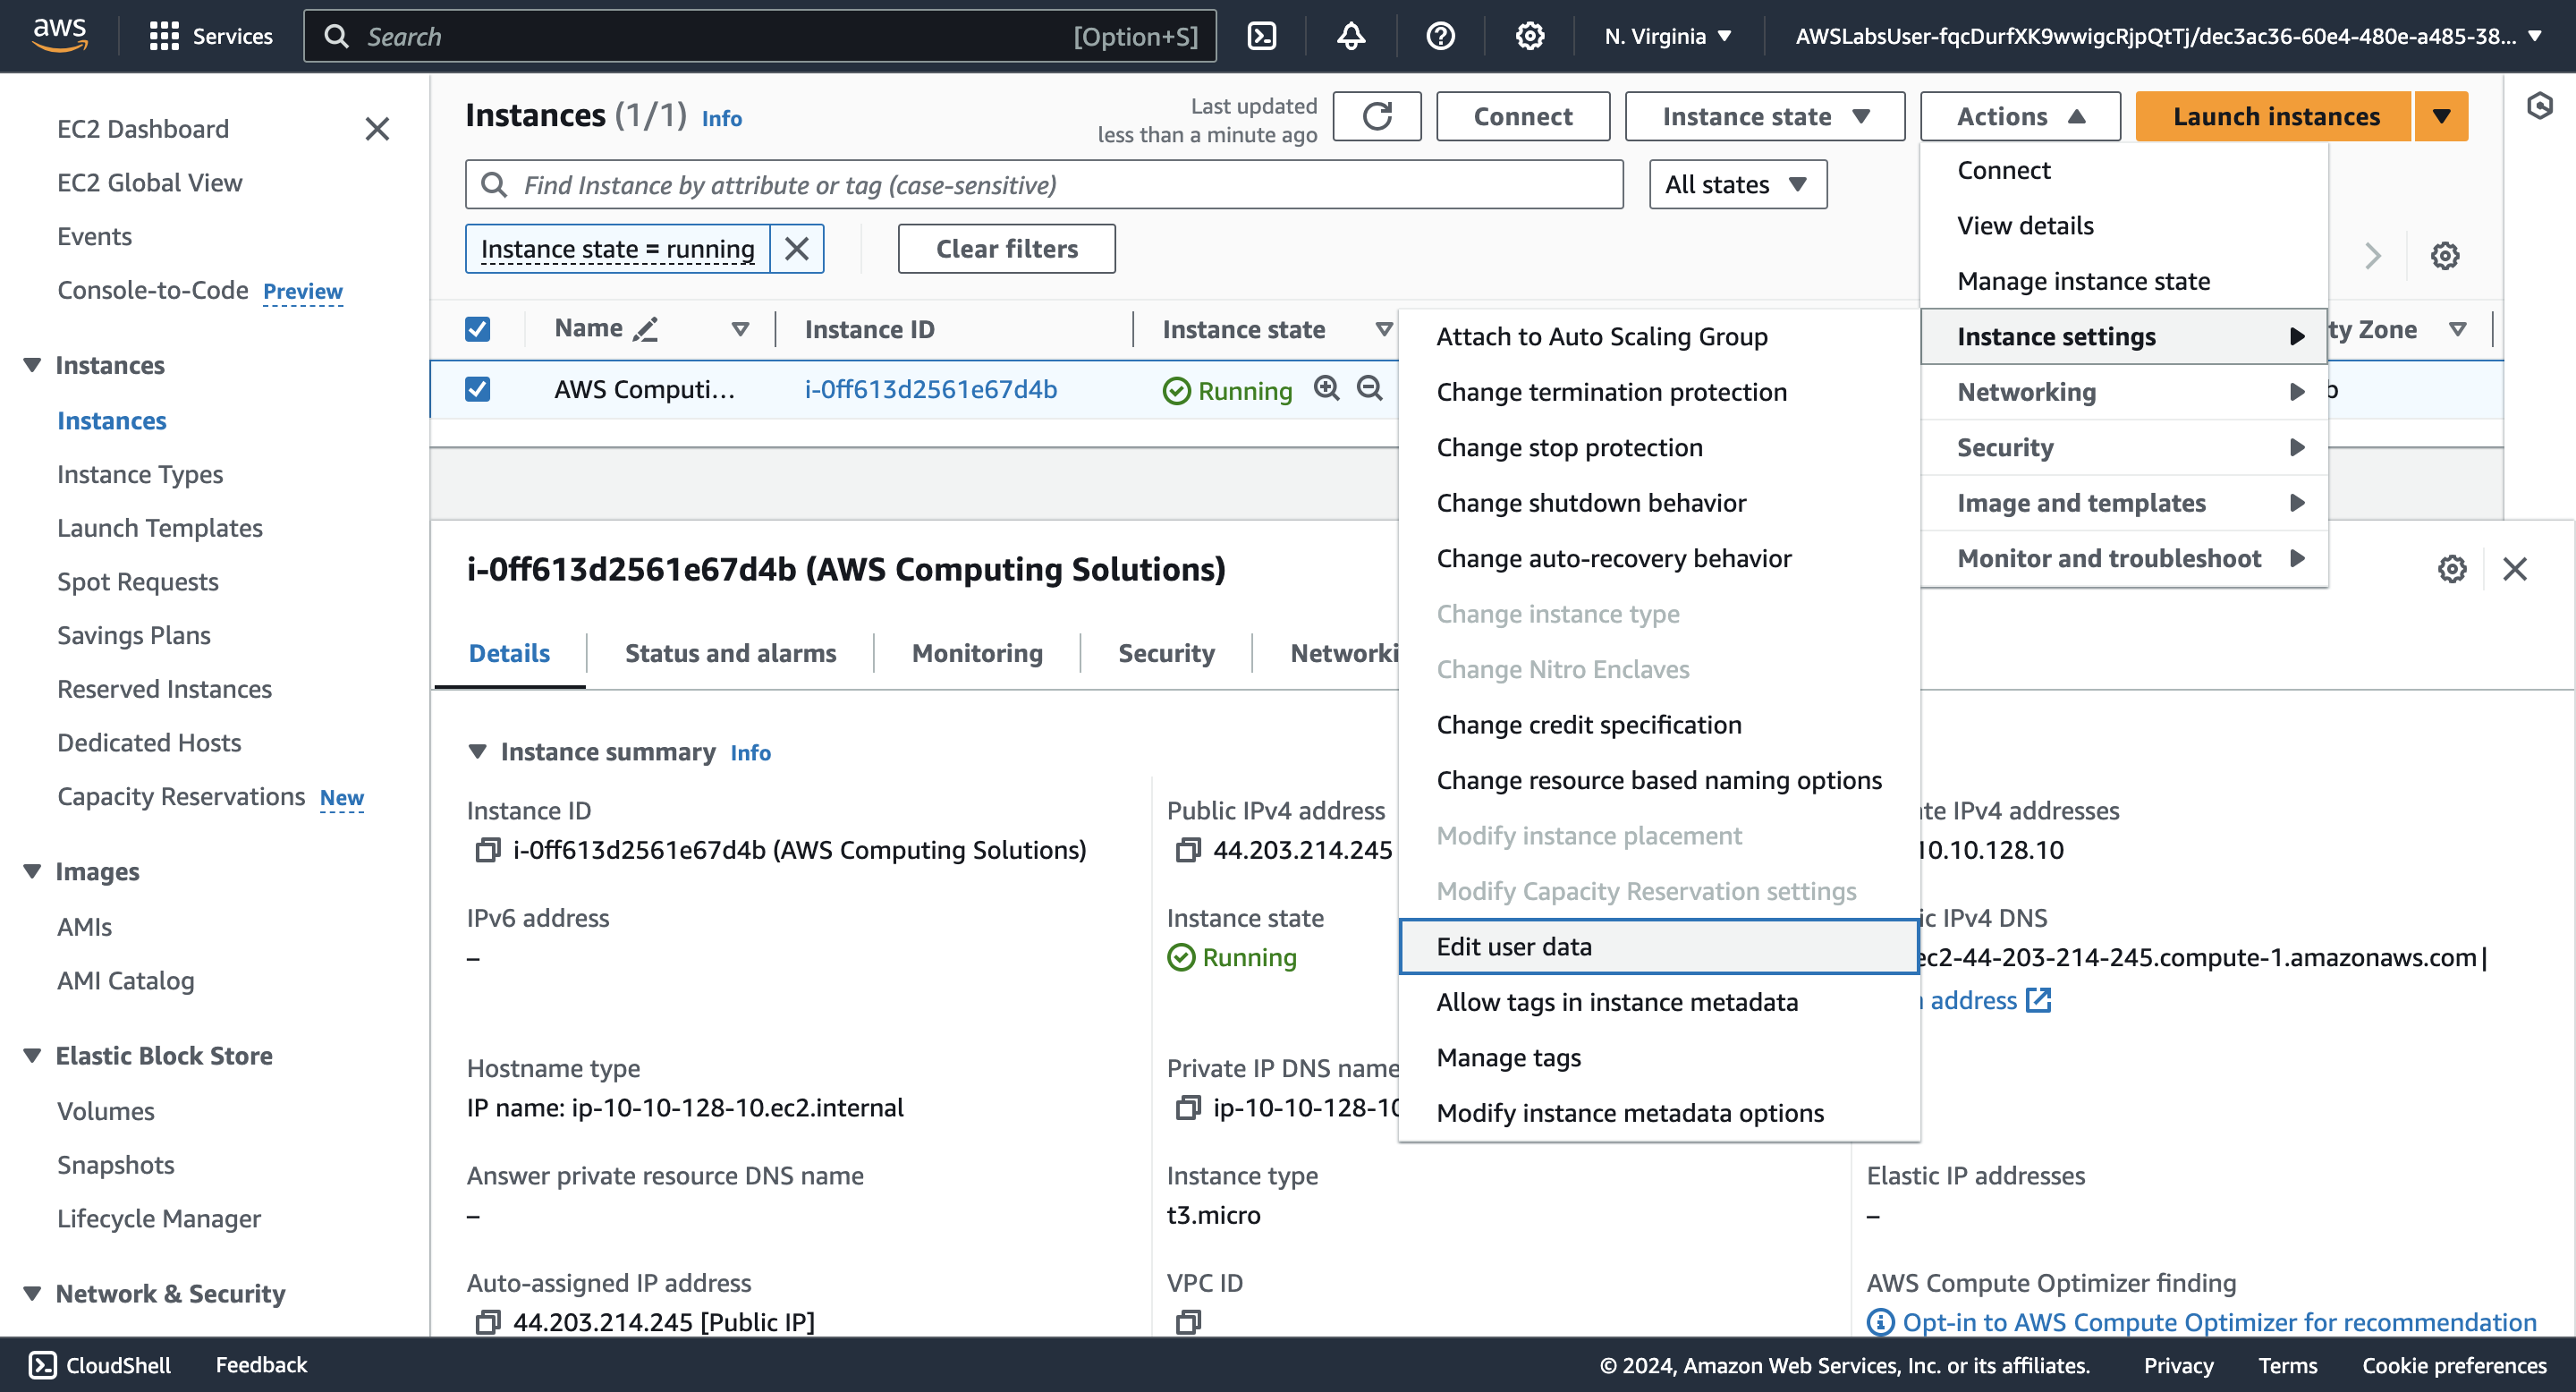 aws
Services
Search [Option+S]
N. Virginia
AWSLabsUser-fqcDurfXK9wwigcRjpQtTj/dec3ac36-60e4-480e-a485-38...
EC2 Dashboard
EC2 Global View
Events
Console-to-Code Preview
Instances
Instances
Instance Types
Launch Templates
Spot Requests
Savings Plans
Reserved Instances
Dedicated Hosts
Capacity Reservations New
Images
AMIs
AMI Catalog
Elastic Block Store
Volumes
Snapshots
Lifecycle Manager
Network & Security
Instances (1/1) Info
Last updated
less than a minute ago
Connect
Instance state
Actions
Launch instances
Find Instance by attribute or tag (case-sensitive)
All states
Instance state = running
Clear filters
Name
Instance ID
Instance state
ty Zone
AWS Computi...
i-0ff613d2561e67d4b
Running
b
Connect
View details
Manage instance state
Instance settings
Networking
Security
Image and templates
Monitor and troubleshoot
Attach to Auto Scaling Group
Change termination protection
Change stop protection
Change shutdown behavior
Change auto-recovery behavior
Change instance type
Change Nitro Enclaves
Change credit specification
Change resource based naming options
Modify instance placement
Modify Capacity Reservation settings
Edit user data
Allow tags in instance metadata
Manage tags
Modify instance metadata options
i-0ff613d2561e67d4b (AWS Computing Solutions)
Details
Status and alarms
Monitoring
Security
Networki
Instance summary Info
Instance ID
i-0ff613d2561e67d4b (AWS Computing Solutions)
Public IPv4 address
44.203.214.245
te IPv4 addresses
10.10.128.10
IPv6 address
–
Instance state
Running
ic IPv4 DNS
ec2-44-203-214-245.compute-1.amazonaws.com |
address
Hostname type
IP name: ip-10-10-128-10.ec2.internal
Private IP DNS name
ip-10-10-128-10
Answer private resource DNS name
–
Instance type
t3.micro
Elastic IP addresses
–
Auto-assigned IP address
44.203.214.245 [Public IP]
VPC ID
AWS Compute Optimizer finding
Opt-in to AWS Compute Optimizer for recommendation
CloudShell
Feedback
© 2024, Amazon Web Services, Inc. or its affiliates.
Privacy
Terms
Cookie preferences